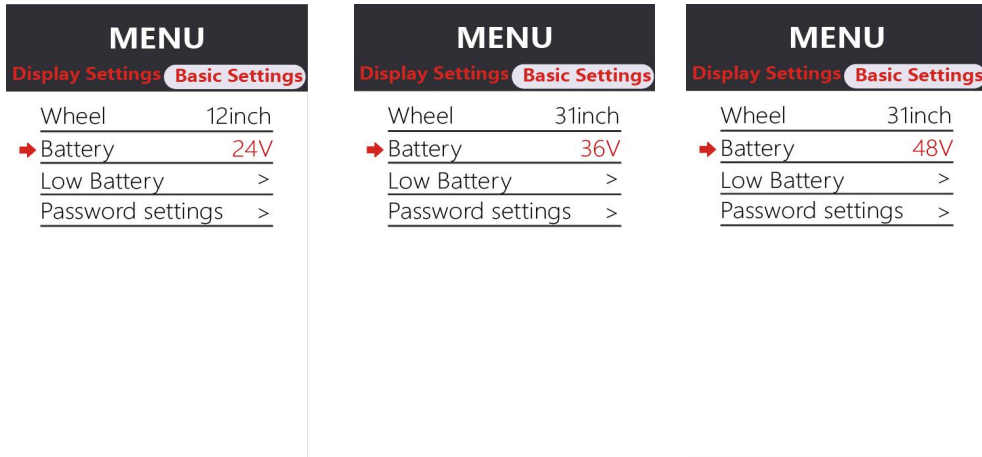 MENU
Display Settings Basic Settings
Wheel 12inch
Battery 24V
Low Battery >
Password settings >
MENU
Display Settings Basic Settings
Wheel 31inch
Battery 36V
Low Battery >
Password settings >
MENU
Display Settings Basic Settings
Wheel 31inch
Battery 48V
Low Battery >
Password settings >